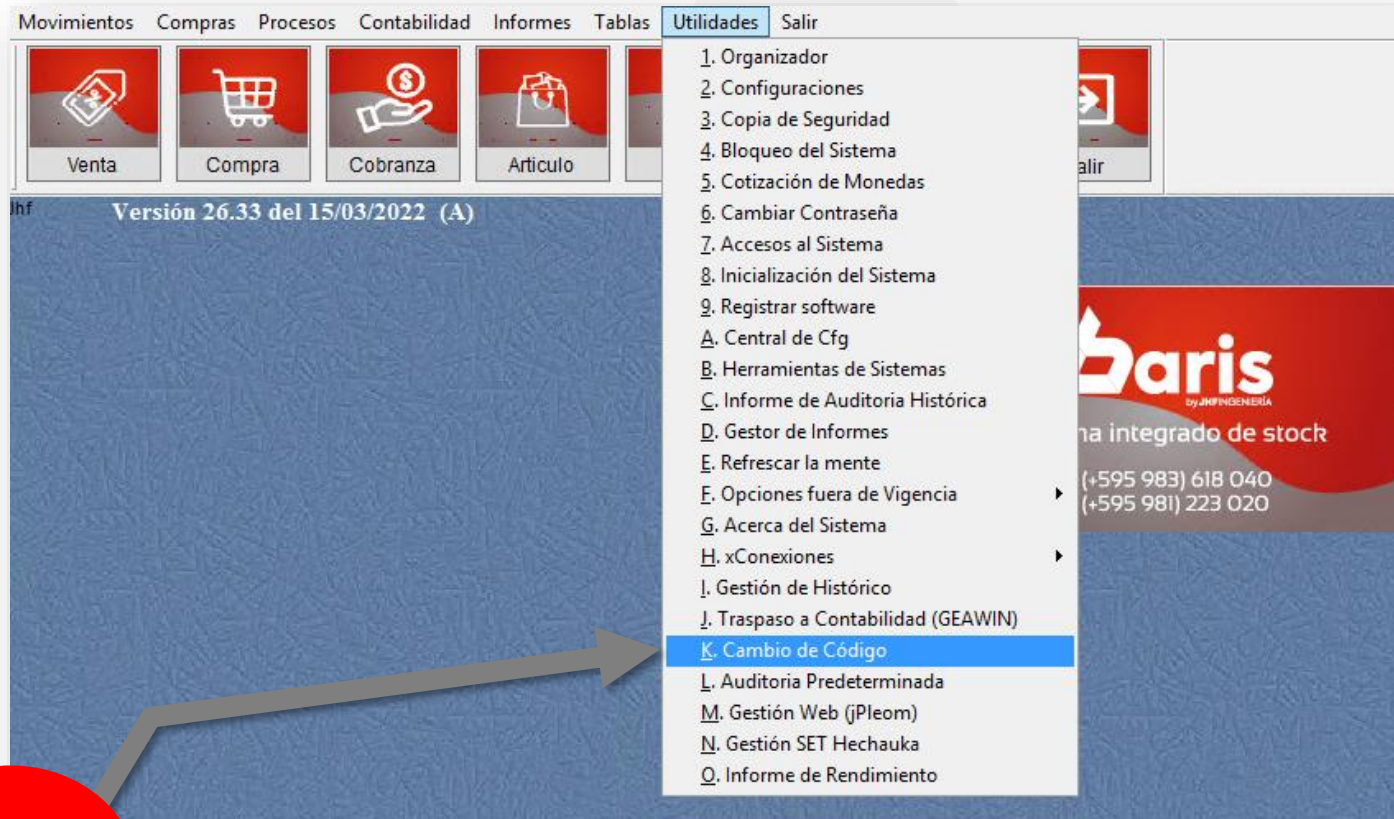 Movimientos Compras Procesos Contabilidad Informes Tablas Utilidades Salir
Venta Compra Cobranza Articulo alir
Jhf
Versión 26.33 del 15/03/2022 (A)
1. Organizador
2. Configuraciones
3. Copia de Seguridad
4. Bloqueo del Sistema
5. Cotización de Monedas
6. Cambiar Contraseña
7. Accesos al Sistema
8. Inicialización del Sistema
9. Registrar software
A. Central de Cfg
B. Herramientas de Sistemas
C. Informe de Auditoria Histórica
D. Gestor de Informes
E. Refrescar la mente
F. Opciones fuera de Vigencia
G. Acerca del Sistema
H. xConexiones
I. Gestión de Histórico
J. Traspaso a Contabilidad (GEAWIN)
K. Cambio de Código
L. Auditoria Predeterminada
M. Gestión Web (jPleom)
N. Gestión SET Hechauka
O. Informe de Rendimiento
baris
by JHF INGENIERÍA
na integrado de stock
(+595 983) 618 040
(+595 981) 223 020